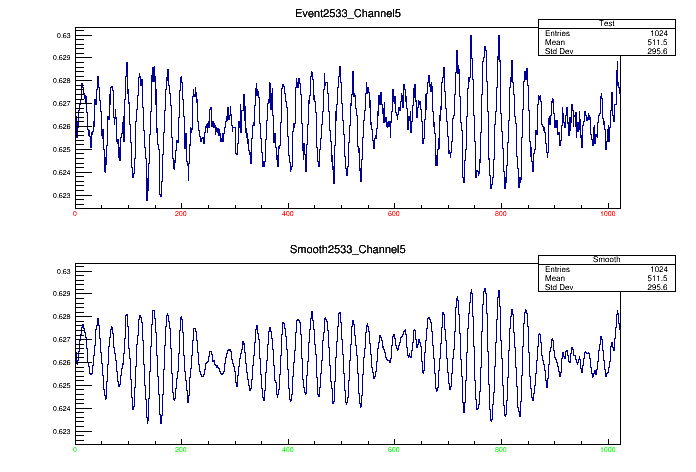 Event2533_Channel5
Test
Entries 1024
Mean 511.5
Std Dev 295.6
0.63
0.629
0.628
0.627
0.626
0.625
0.624
0.623
0 200 400 600 800 1000
Smooth2533_Channel5
Smooth
Entries 1024
Mean 511.5
Std Dev 295.6
0.63
0.629
0.628
0.627
0.626
0.625
0.624
0.623
0 200 400 600 800 1000